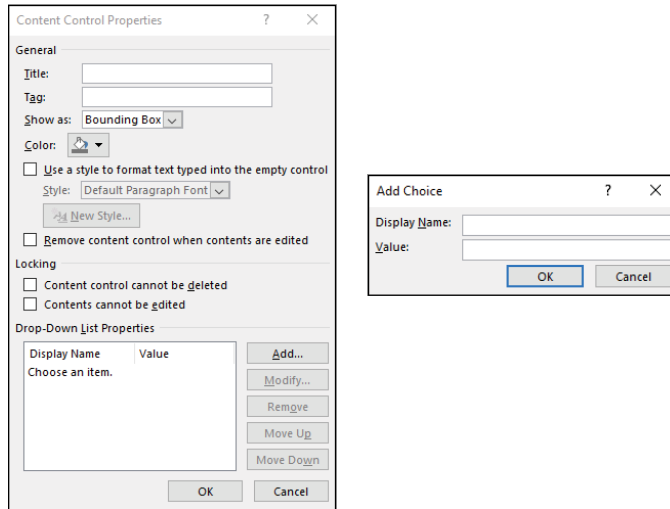 Content Control Properties ? ×
General
Title:
Tag:
Show as: Bounding Box
Color:
Use a style to format text typed into the empty control
Style: Default Paragraph Font
New Style...
Remove content control when contents are edited
Locking
Content control cannot be deleted
Contents cannot be edited
Drop-Down List Properties
Display Name Value
Choose an item.
Add...
Modify...
Remove
Move Up
Move Down
OK Cancel
Add Choice ? ×
Display Name:
Value:
OK Cancel